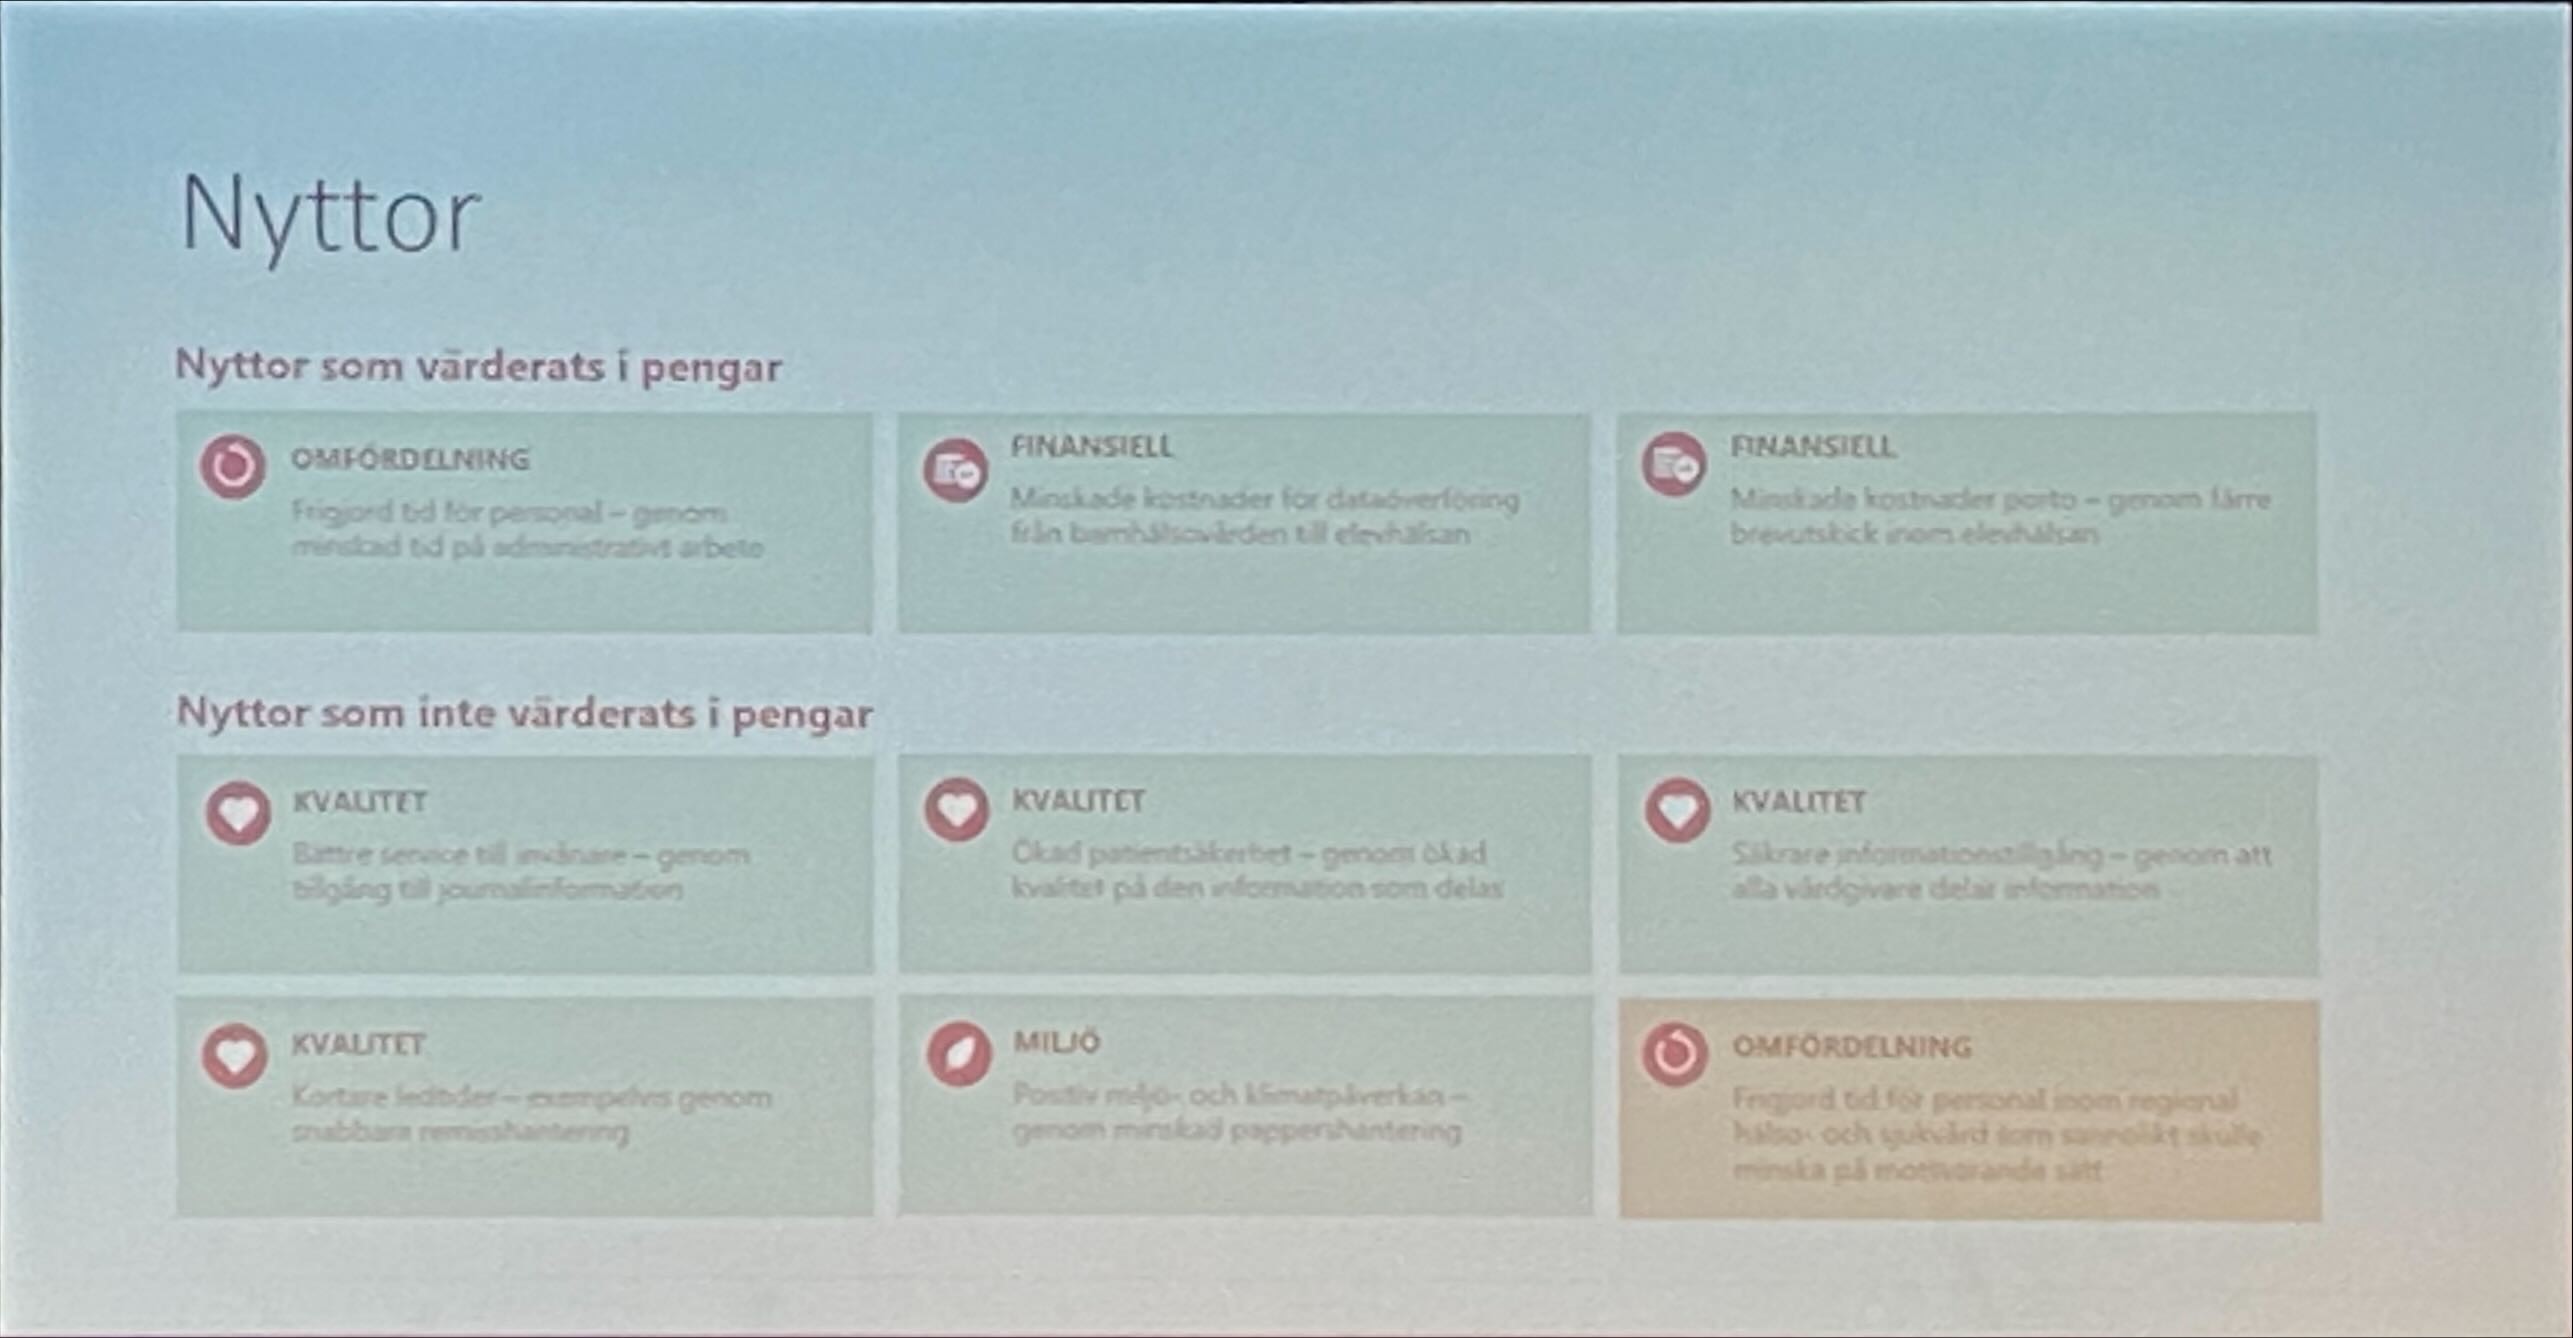 Nyttor
Nyttor som värderats i pengar
OMFÖRDELNING
Frigjord tid för personal – genom
minskad tid på administrativt arbete
FINANSIELL
Minskade kostnader för dataöverföring
från barnhälsovården till elevhälsan
FINANSIELL
Minskade kostnader porto – genom färre
brevutskick inom elevhälsan
Nyttor som inte värderats i pengar
KVALITET
Bättre service till invånare – genom
tillgång till journalinformation
KVALITET
Ökad patientsäkerhet – genom ökad
kvalitet på den information som delas
KVALITET
Säkrare informationstillgång – genom att
alla vårdgivare delar information
KVALITET
Kortare ledtider – exempelvis genom
snabbare remisshantering
MILJÖ
Positiv miljö- och klimatpåverkan –
genom minskad pappershantering
OMFÖRDELNING
Frigjord tid för personal inom regional
hälso- och sjukvård som sannolikt skulle
minska på motsvarande sätt